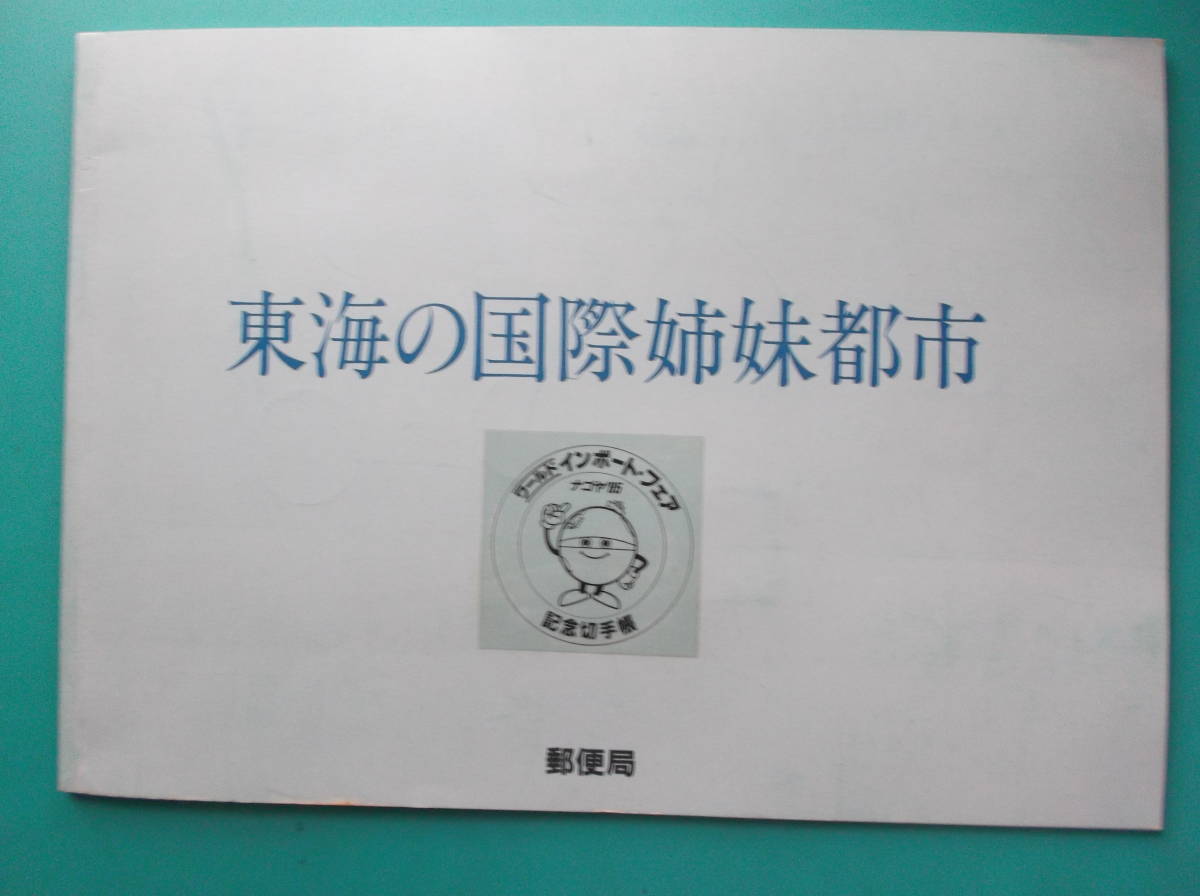 東海の国際姉妹都市
ワールドインポート・フェア
ナゴヤ'85
記念切手帳
郵便局